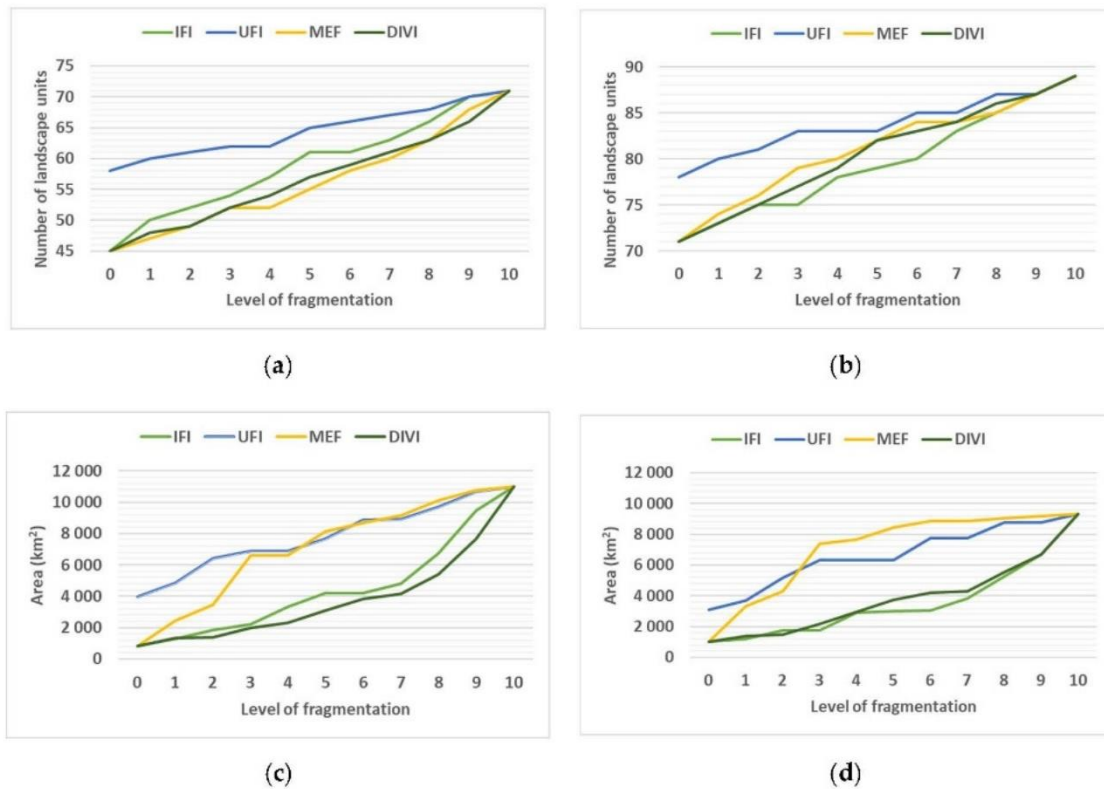 IFI UFI MEF DIVI
Number of landscape units
75
70
65
60
55
50
45
0 1 2 3 4 5 6 7 8 9 10
Level of fragmentation
(a)
IFI UFI MEF DIVI
Number of landscape units
90
85
80
75
70
0 1 2 3 4 5 6 7 8 9 10
Level of fragmentation
(b)
IFI UFI MEF DIVI
Area (km²)
12 000
10 000
8 000
6 000
4 000
2 000
0
0 1 2 3 4 5 6 7 8 9 10
Level of fragmentation
(c)
IFI UFI MEF DIVI
Area (km²)
12 000
10 000
8 000
6 000
4 000
2 000
0
0 1 2 3 4 5 6 7 8 9 10
Level of fragmentation
(d)